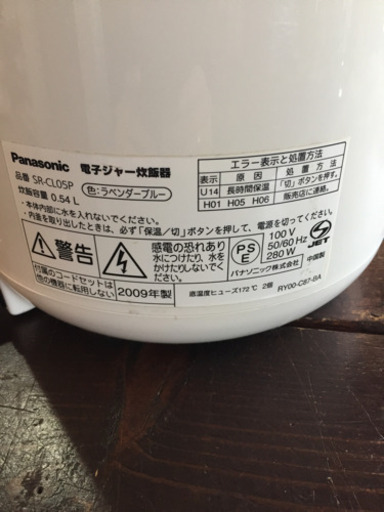 Panasonic 電子ジャー炊飯器
品番 SR-CL05P
炊飯容量 0.54 L
色:ラベンダーブルー
・本体内部に水を入れないでください。
・内釜を取り出したときは、必ず「保温/切」ボタンを押して、電源を切ってください。
エラー表示と処置方法
表示 原因 処置方法
U14 長時間保温 「切」ボタンを押す。
H01 H05 H06 販売店に連絡。
警告
感電の恐れあり
水につけたり、水を
かけたりしないで
ください。
付属のコードセットは
他の機器に転用しない
2009年製
PSE
100 V
50/60 Hz
280 W
パナソニック株式会社
JET
中国製
感温度ヒューズ172℃ 2個
RY00-C87-BA